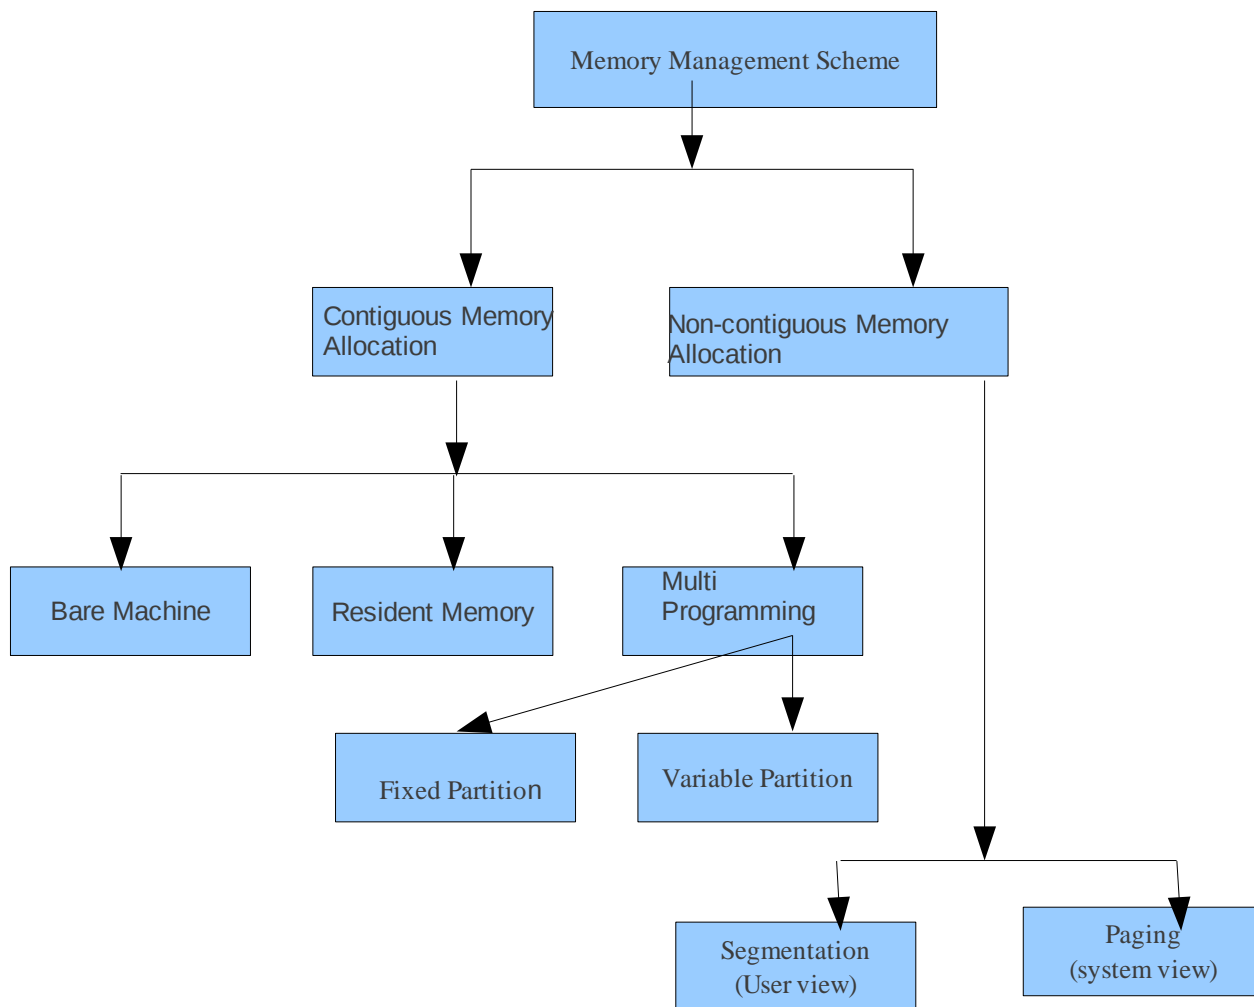 Memory Management Scheme
Contiguous Memory
Allocation
Non-contiguous Memory
Allocation
Bare Machine
Resident Memory
Multi
Programming
Fixed Partition
Variable Partition
Segmentation
(User view)
Paging
(system view)